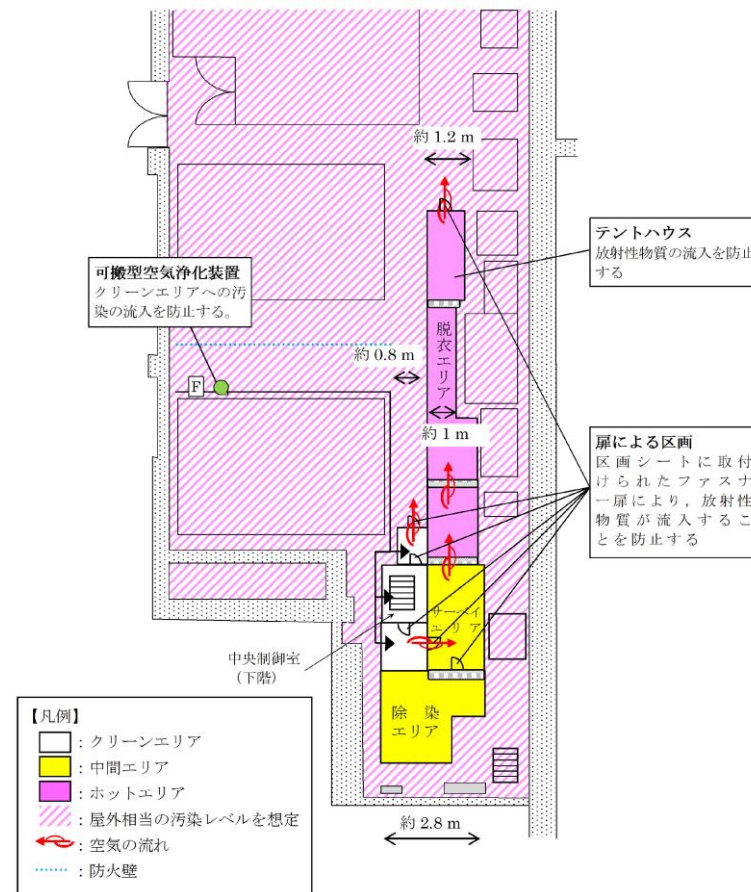 約 1.2 m
テントハウス
放射性物質の流入を防止
する
可搬型空気浄化装置
クリーンエリアへの汚
染の流入を防止する。
脱衣エリア
約 0.8 m
F
約 1 m
扉による区画
区画シートに取付
けられたファスナ
ー扉により，放射性
物質が流入するこ
とを防止する
サーベイ
エリア
中央制御室
(下階)
除 染
エリア
【凡例】
：クリーンエリア
：中間エリア
：ホットエリア
：屋外相当の汚染レベルを想定
：空気の流れ
：防火壁
約 2.8 m